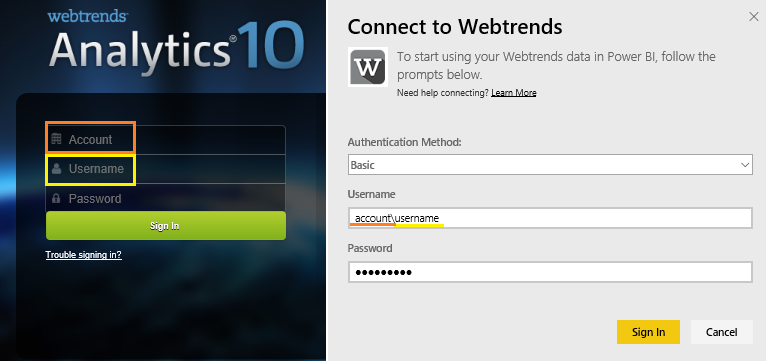 webtrends
Analytics® 10
Account
Username
Password
Sign In
Trouble signing in?
Connect to Webtrends
W
To start using your Webtrends data in Power BI, follow the
prompts below.
Need help connecting? Learn More
Authentication Method:
Basic
Username
account\username
Password
●●●●●●●●●
Sign In
Cancel